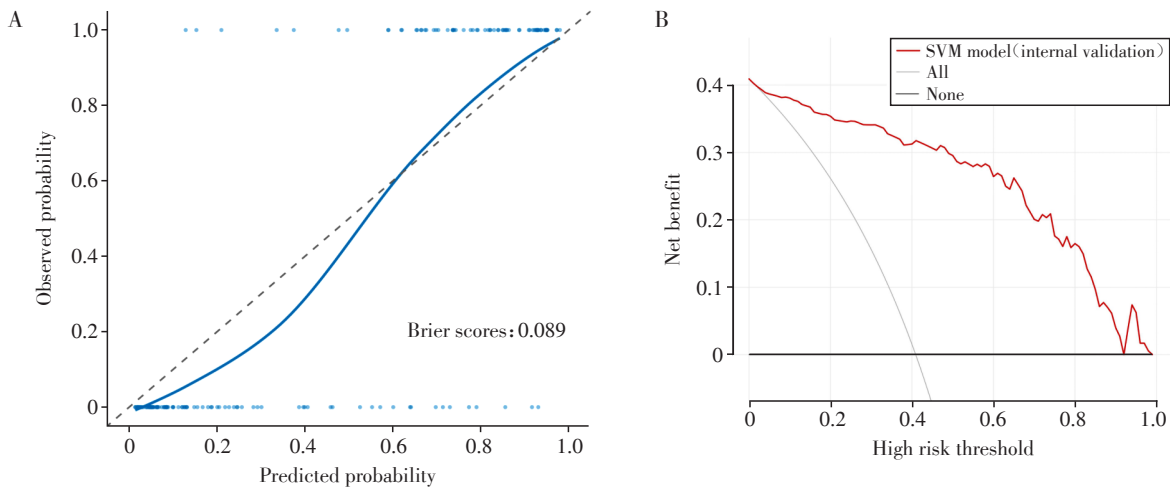 A
1.0
0.8
0.6
0.4
0.2
0
Observed probability
Brier scores:0.089
0
0.2
0.4
0.6
0.8
1.0
Predicted probability
B
SVM model(internal validation)
All
None
0.4
0.3
0.2
0.1
0
Net benefit
0
0.2
0.4
0.6
0.8
1.0
High risk threshold